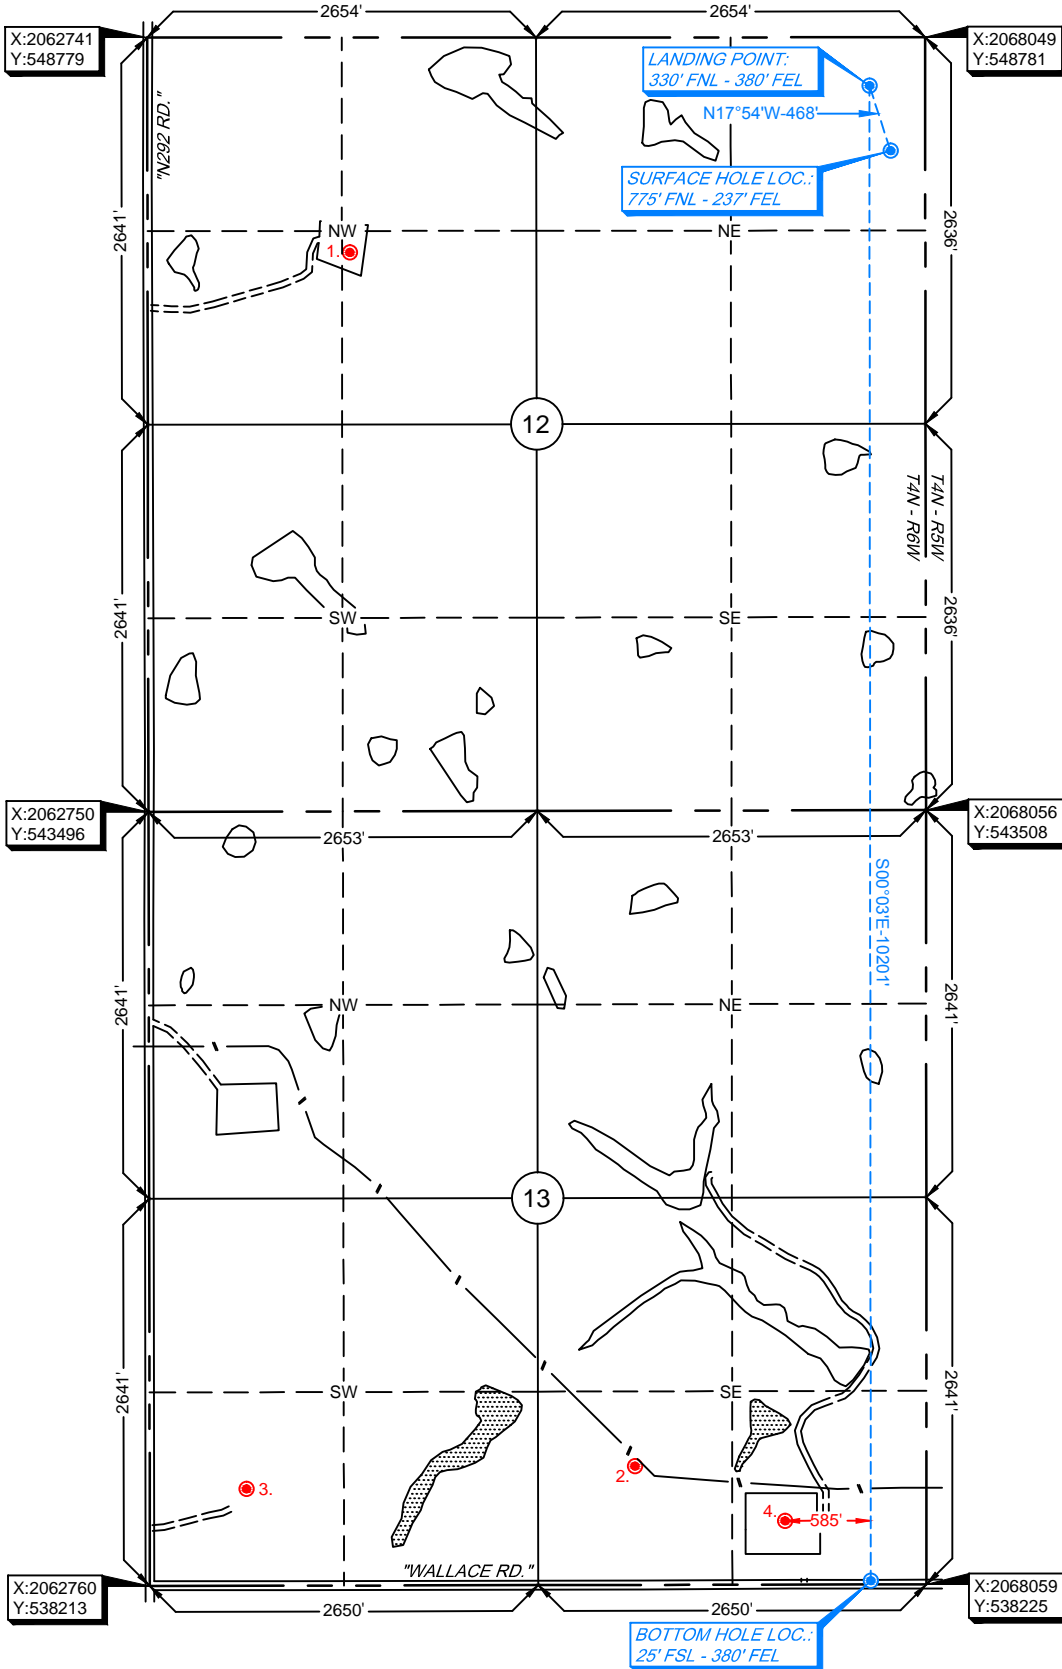 2654'
2654'
X:2062741
Y:548779
X:2068049
Y:548781
LANDING POINT:
330' FNL - 380' FEL
N17°54'W-468'
"N292 RD."
SURFACE HOLE LOC.:
775' FNL - 237' FEL
2641'
NW
NE
2636'
1.
12
T4N - R6W
T4N - R5W
2641'
SW
SE
2636'
X:2062750
Y:543496
X:2068056
Y:543508
2653'
2653'
S00°03'E-10201'
2641'
NW
NE
2641'
13
2641'
SW
SE
2641'
3.
2.
4.
585'
"WALLACE RD."
X:2062760
Y:538213
X:2068059
Y:538225
2650'
2650'
BOTTOM HOLE LOC.:
25' FSL - 380' FEL